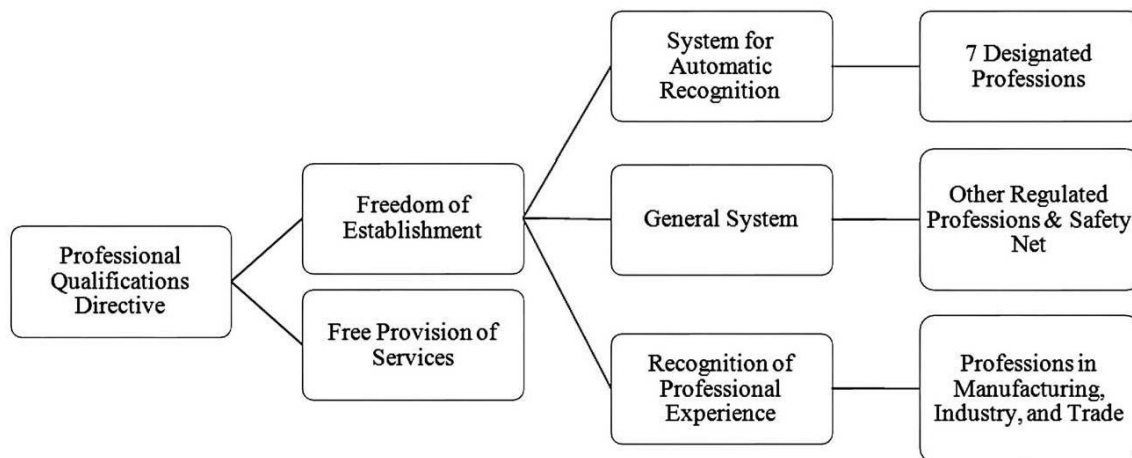 Professional
Qualifications
Directive
Freedom of
Establishment
Free Provision of
Services
System for
Automatic
Recognition
7 Designated
Professions
General System
Other Regulated
Professions & Safety
Net
Recognition of
Professional
Experience
Professions in
Manufacturing,
Industry, and Trade